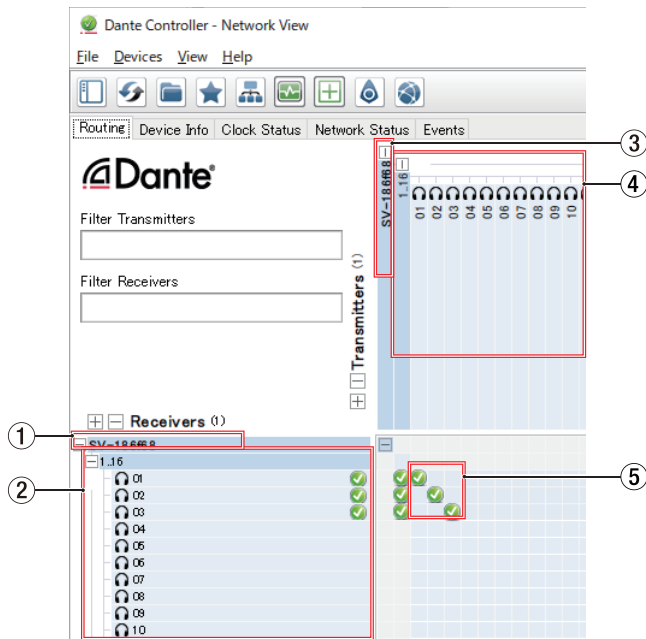 Dante Controller - Network View
File Devices View Help
Routing Device Info Clock Status Network Status Events
Dante®
Filter Transmitters
Filter Receivers
Transmitters (1)
SV-186ff68
1..16
01 02 03 04 05 06 07 08 09 10
3
4
Receivers (1)
1
SV-186ff68
2
1..16
01
02
03
04
05
06
07
08
09
10
5